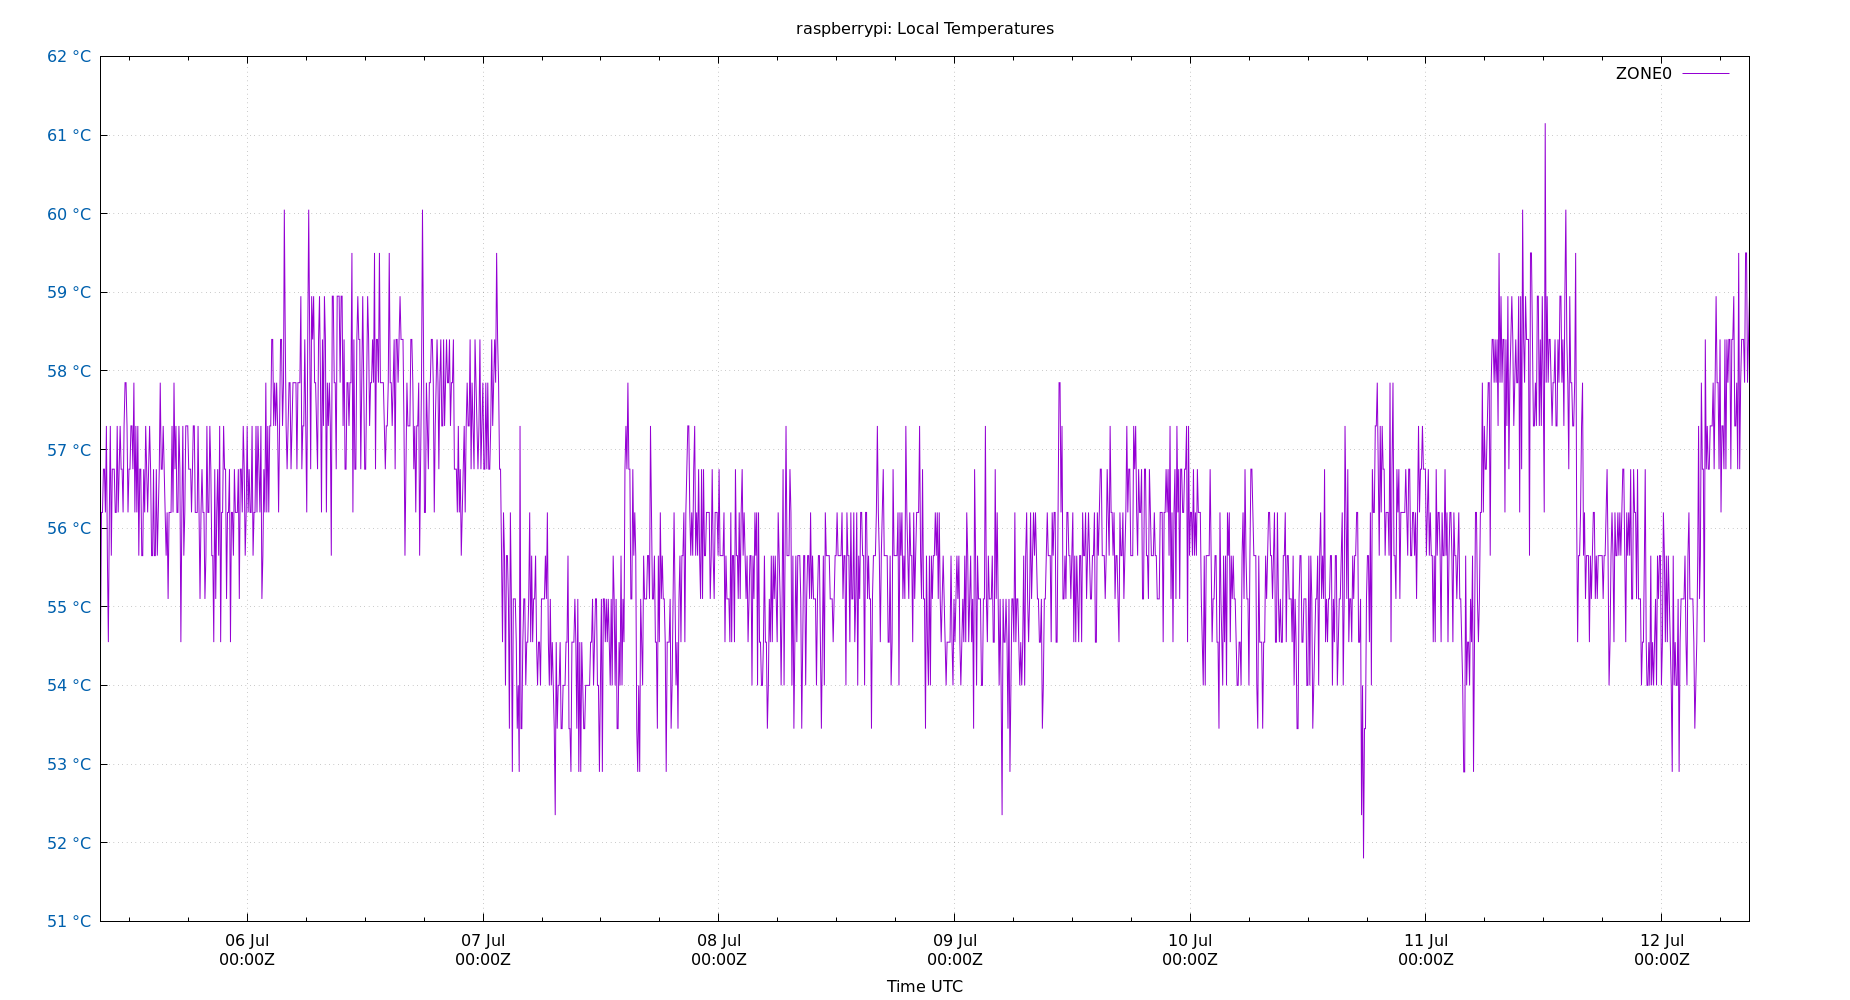 raspberrypi: Local Temperatures
62 °C
ZONE0
61 °C
60 °C
59 °C
58 °C
57 °C
56 °C
55 °C
54 °C
53 °C
52 °C
51 °C
06 Jul 07 Jul 08 Jul 09 Jul 10 Jul 11 Jul 12 Jul
00:00Z 00:00Z 00:00Z 00:00Z 00:00Z 00:00Z 00:00Z
Time UTC